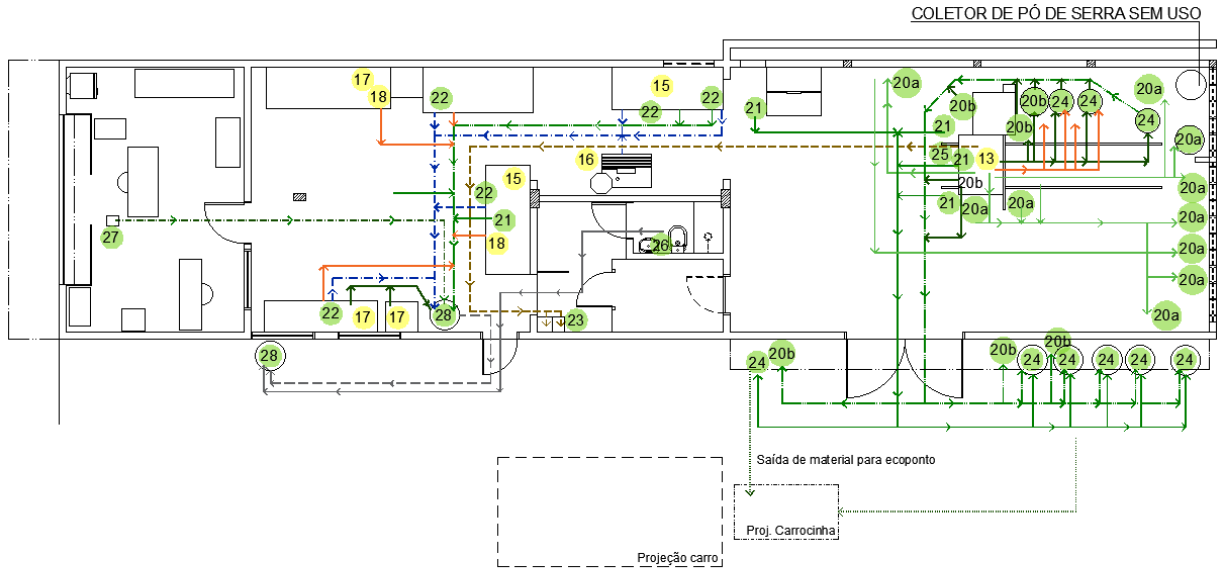 COLETOR DE PÓ DE SERRA SEM USO
17
18
22
15
22
22
21
20a
20b
21
20b
20b
24
24
24
20a
20a
25
21
13
16
15
22
21
18
20b
21
20a
20a
20a
20a
20a
20a
20a
26
27
22
17
17
28
23
28
24
20b
20b
20b
24
24
24
24
24
Saída de material para ecoponto
Proj. Carrocinha
Projeção carro